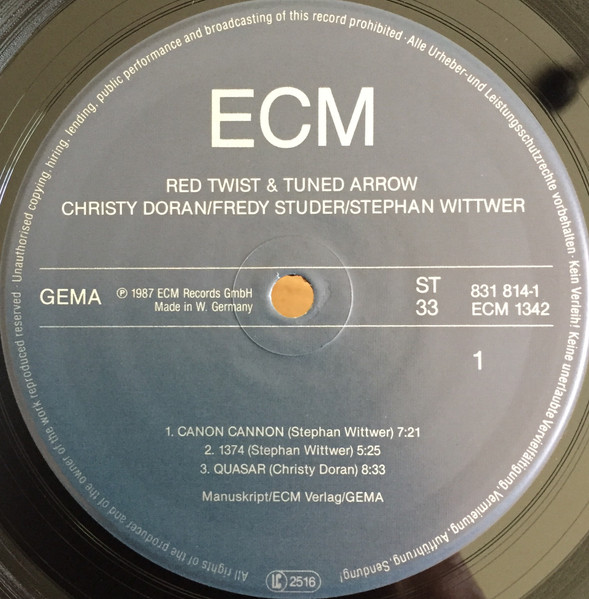 All rights of the producer and of the owner of the work reproduced reserved · Unauthorised copying, hiring, lending, public performance and broadcasting of this record prohibited · Alle Urheber-und Leistungsschutzrechte vorbehalten · Kein Verleih! Keine unerlaubte Vervielfältigung, Vermietung, Aufführung, Sendung!
ECM
RED TWIST & TUNED ARROW
CHRISTY DORAN/FREDY STUDER/STEPHAN WITTWER
GEMA
℗ 1987 ECM Records GmbH
Made in W. Germany
ST
33
831 814-1
ECM 1342
1
1. CANON CANNON (Stephan Wittwer) 7:21
2. 1374 (Stephan Wittwer) 5:25
3. QUASAR (Christy Doran) 8:33
Manuskript/ECM Verlag/GEMA
LC 2516